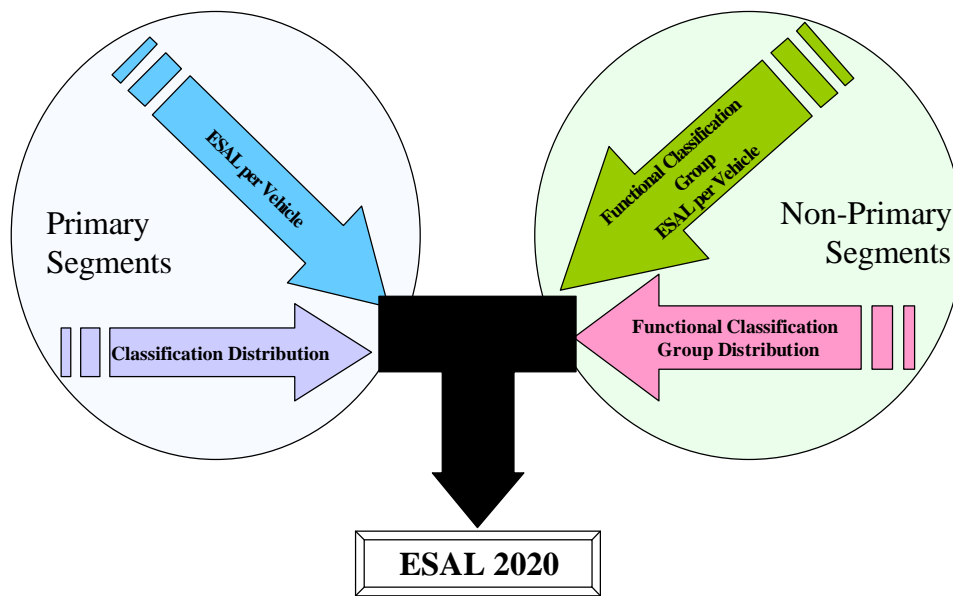 Primary
Segments
ESAL per Vehicle
Classification Distribution
Functional Classification
Group
ESAL per Vehicle
Non-Primary
Segments
Functional Classification
Group Distribution
ESAL 2020